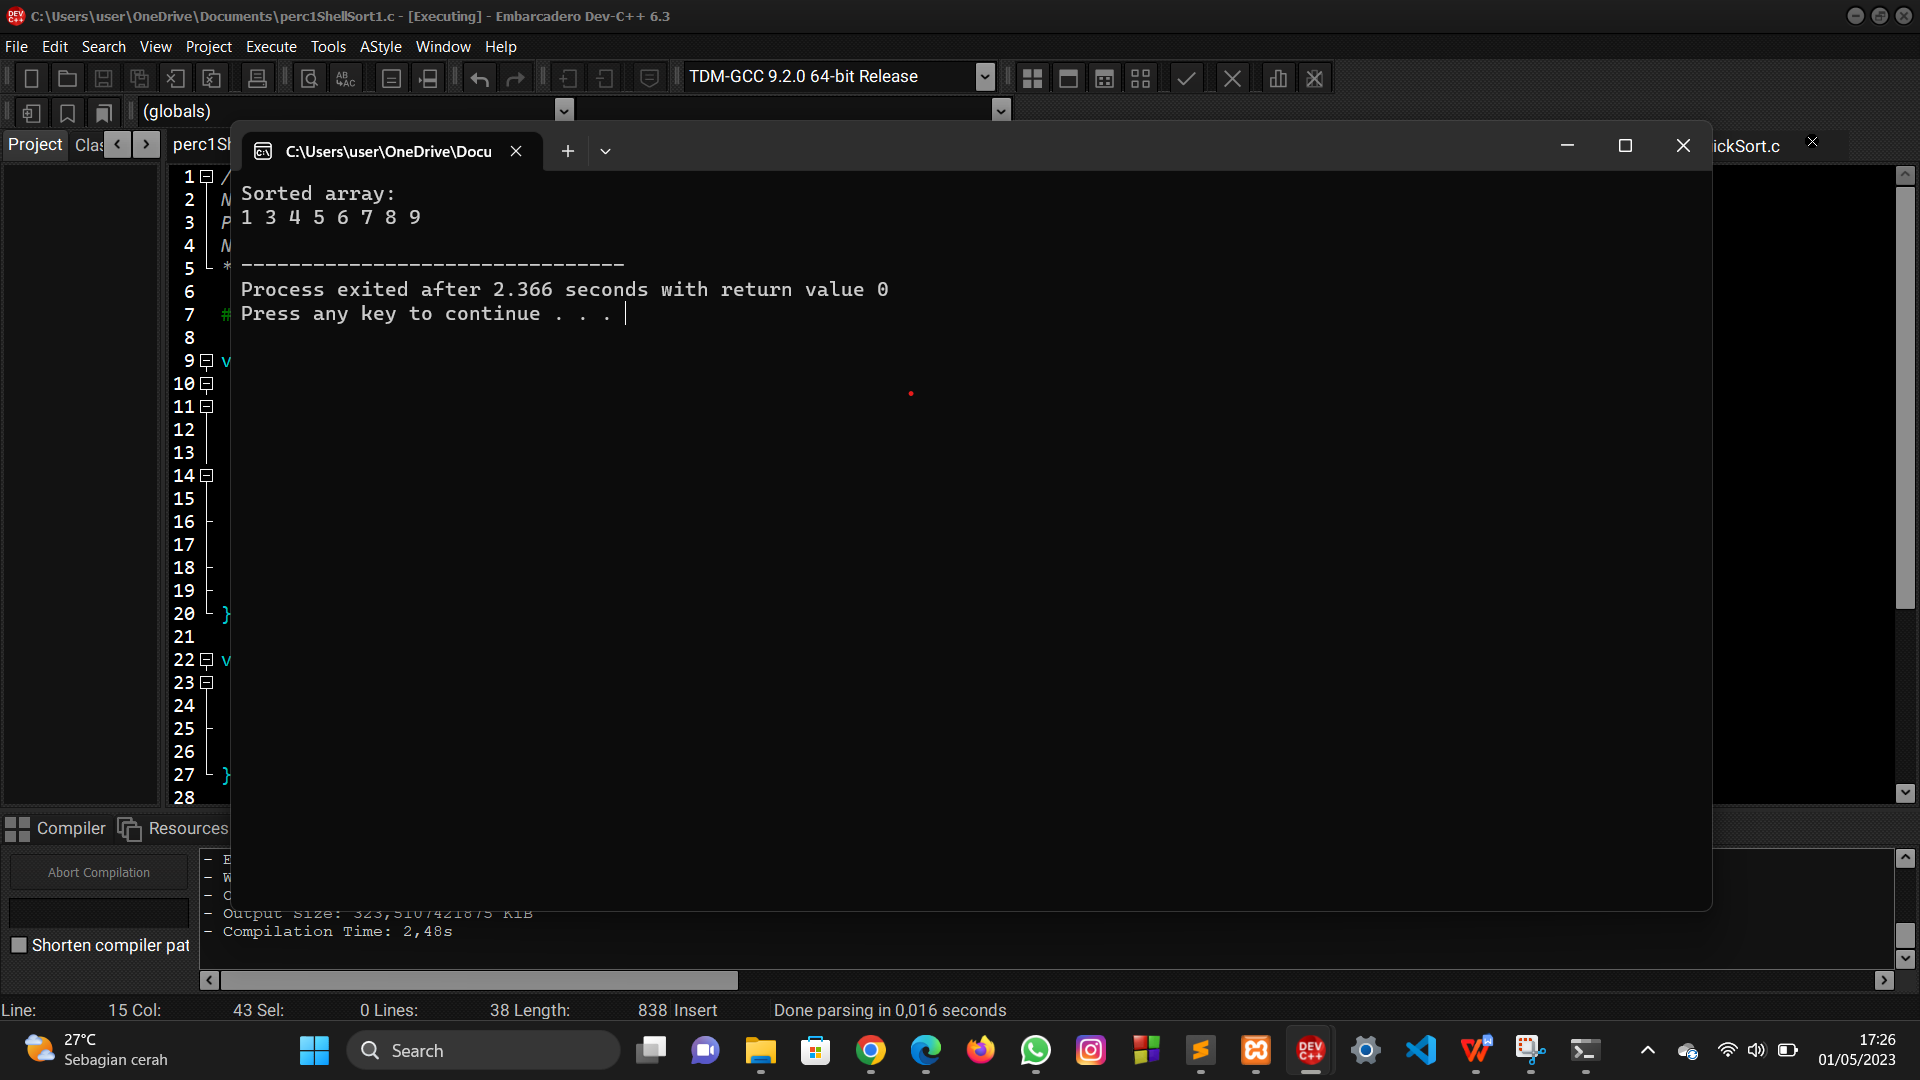 C:\Users\user\OneDrive\Documents\perc1ShellSort1.c - [Executing] - Embarcadero Dev-C++ 6.3
File Edit Search View Project Execute Tools AStyle Window Help
TDM-GCC 9.2.0 64-bit Release
(globals)
Project Clas perc1Sh ickSort.c
C:\Users\user\OneDrive\Docu
Sorted array:
1 3 4 5 6 7 8 9
--------------------------------
Process exited after 2.366 seconds with return value 0
Press any key to continue . . .
1 /
2 N
3 P
4 N
5 *
6
7 #
8
9 v
10
11
12
13
14
15
16
17
18
19
20 }
21
22 v
23
24
25
26
27 }
28
Compiler Resources
Abort Compilation
Shorten compiler pat
- E
- W
- O
- Output Size: 323,5107421875 KiB
- Compilation Time: 2,48s
Line: 15 Col: 43 Sel: 0 Lines: 38 Length: 838 Insert Done parsing in 0,016 seconds
27°C
Sebagian cerah
Search
DEV C++
17:26
01/05/2023